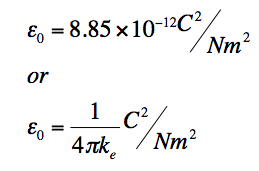 ε₀ = 8.85×10⁻¹²C²/Nm²
or
ε₀ = 1/4πkₑ C²/Nm²